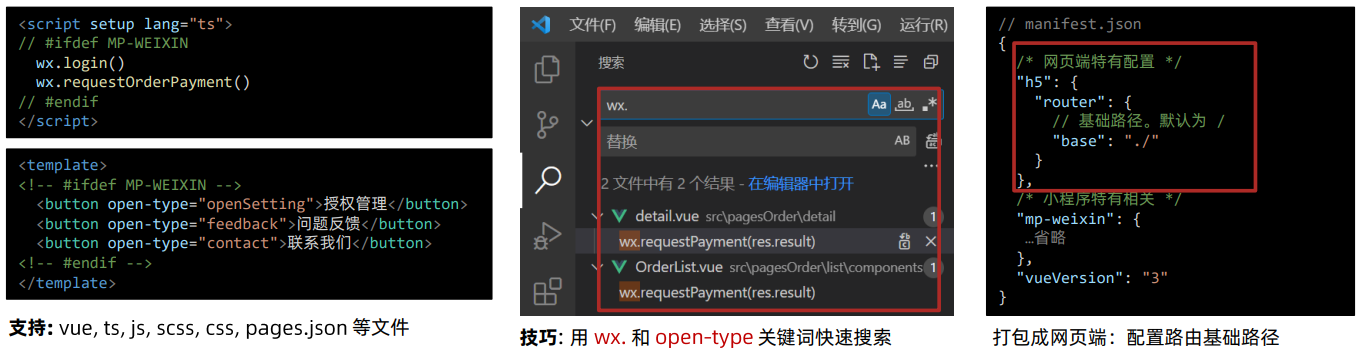 <script setup lang="ts">
// #ifdef MP-WEIXIN
wx.login()
wx.requestOrderPayment()
// #endif
</script>
<template>
<!-- #ifdef MP-WEIXIN -->
<button open-type="openSetting">授权管理</button>
<button open-type="feedback">问题反馈</button>
<button open-type="contact">联系我们</button>
<!-- #endif -->
</template>
支持: vue, ts, js, scss, css, pages.json 等文件
文件(F) 编辑(E) 选择(S) 查看(V) 转到(G) 运行(R)
搜索
wx.
Aa ab .*
替换
AB
2 文件中有 2 个结果 - 在编辑器中打开
detail.vue src\pagesOrder\detail 1
wx.requestPayment(res.result)
OrderList.vue src\pagesOrder\list\components 1
wx.requestPayment(res.result)
技巧: 用 wx. 和 open-type 关键词快速搜索
// manifest.json
{
/* 网页端特有配置 */
"h5": {
"router": {
// 基础路径。默认为 /
"base": "./"
}
},
/* 小程序特有相关 */
"mp-weixin": {
…省略
},
"vueVersion": "3"
}
打包成网页端：配置路由基础路径